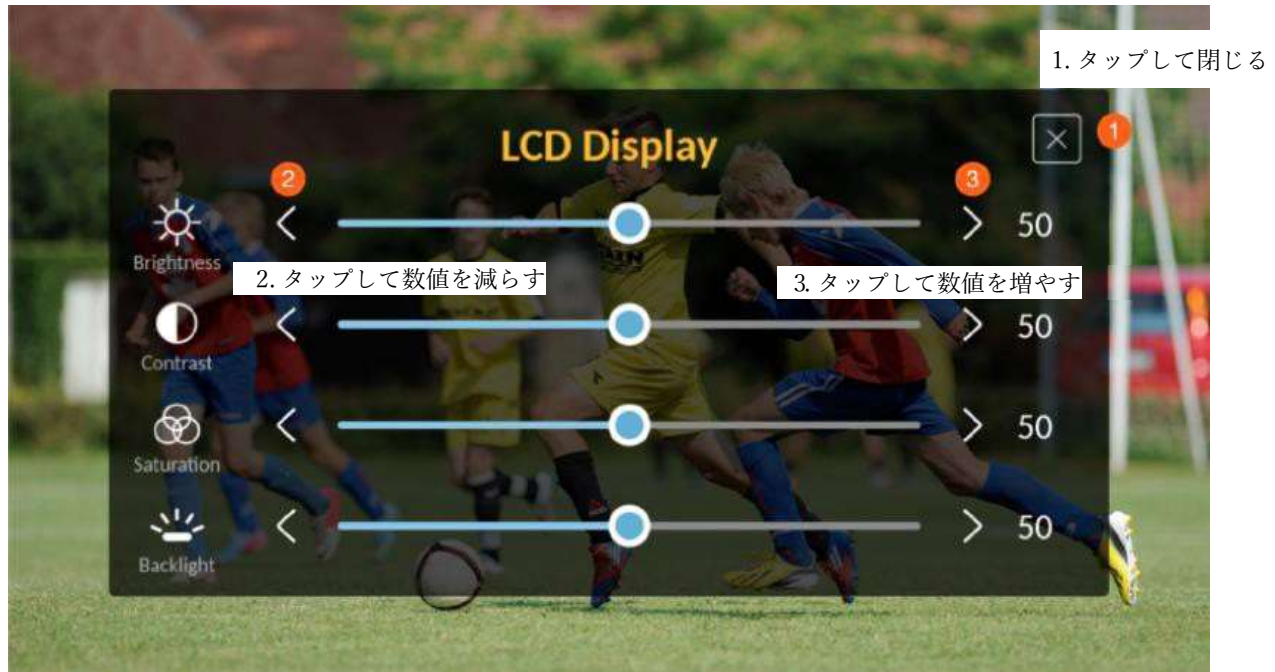 1. タップして閉じる
LCD Display
1
2
3
Brightness
50
2. タップして数値を減らす
3. タップして数値を増やす
Contrast
50
Saturation
50
Backlight
50